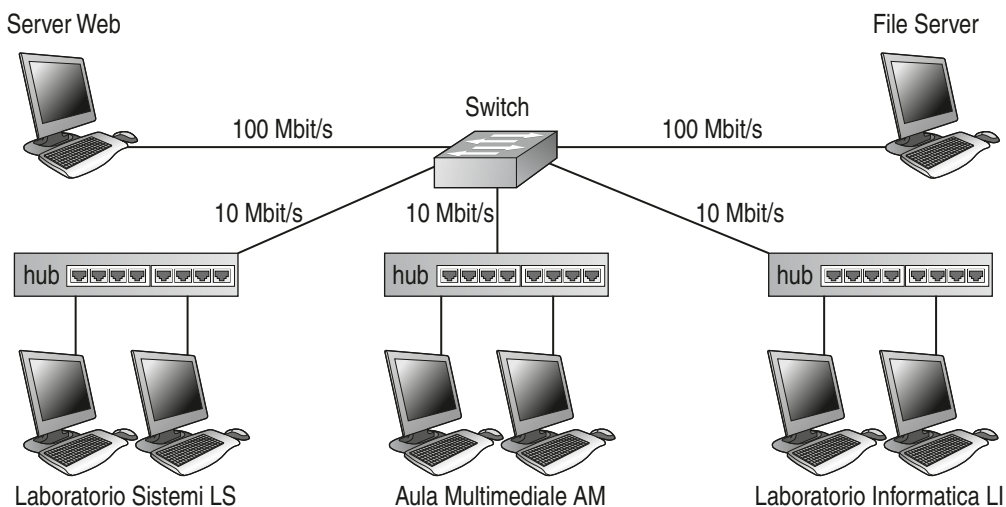 Server Web
File Server
Switch
100 Mbit/s
100 Mbit/s
10 Mbit/s
10 Mbit/s
10 Mbit/s
hub
hub
hub
Laboratorio Sistemi LS
Aula Multimediale AM
Laboratorio Informatica LI